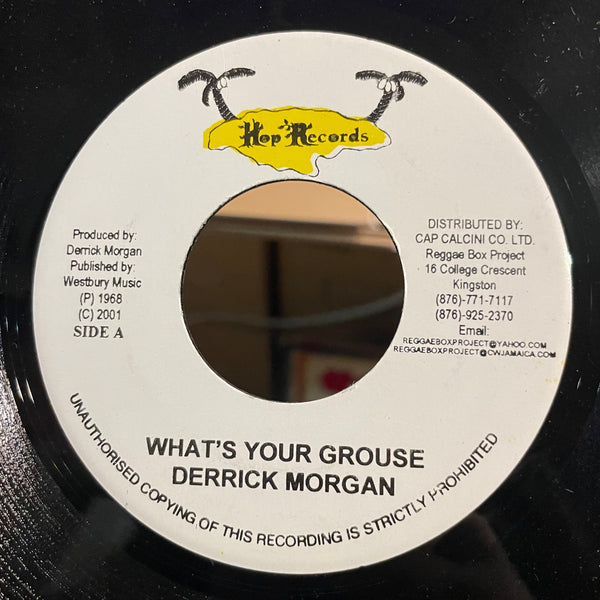 Hop Records
Produced by:
Derrick Morgan
Published by:
Westbury Music
(P) 1968
(C) 2001
SIDE A
DISTRIBUTED BY:
CAP CALCINI CO. LTD.
Reggae Box Project
16 College Crescent
Kingston
(876)-771-7117
(876)-925-2370
Email:
REGGAEBOXPROJECT@YAHOO.COM
REGGAEBOXPROJECT@CWJAMAICA.COM
WHAT'S YOUR GROUSE
DERRICK MORGAN
UNAUTHORISED COPYING OF THIS RECORDING IS STRICTLY PROHIBITED